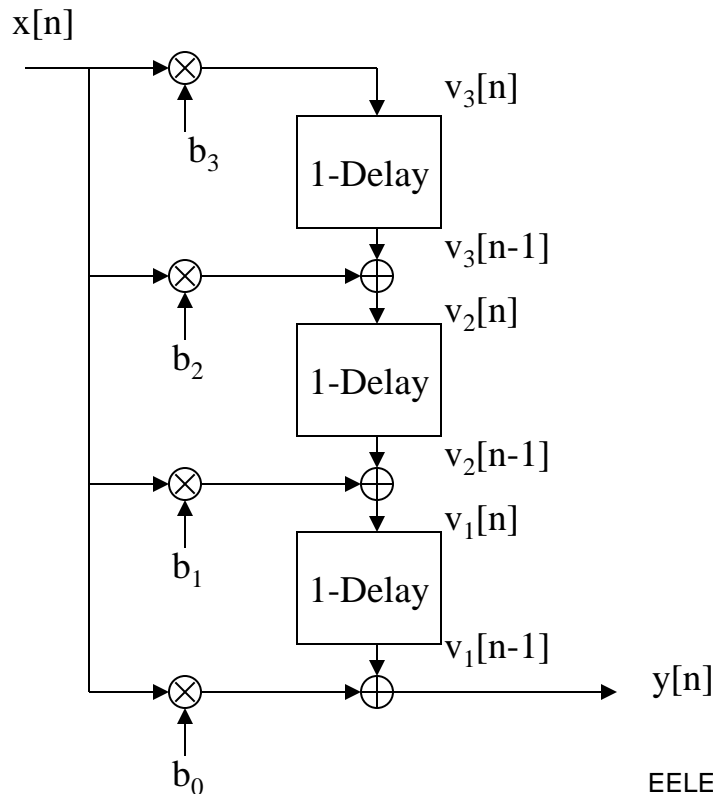 x[n]
v₃[n]
b₃
1-Delay
v₃[n-1]
v₂[n]
b₂
1-Delay
v₂[n-1]
v₁[n]
b₁
1-Delay
v₁[n-1]
y[n]
b₀
EELE